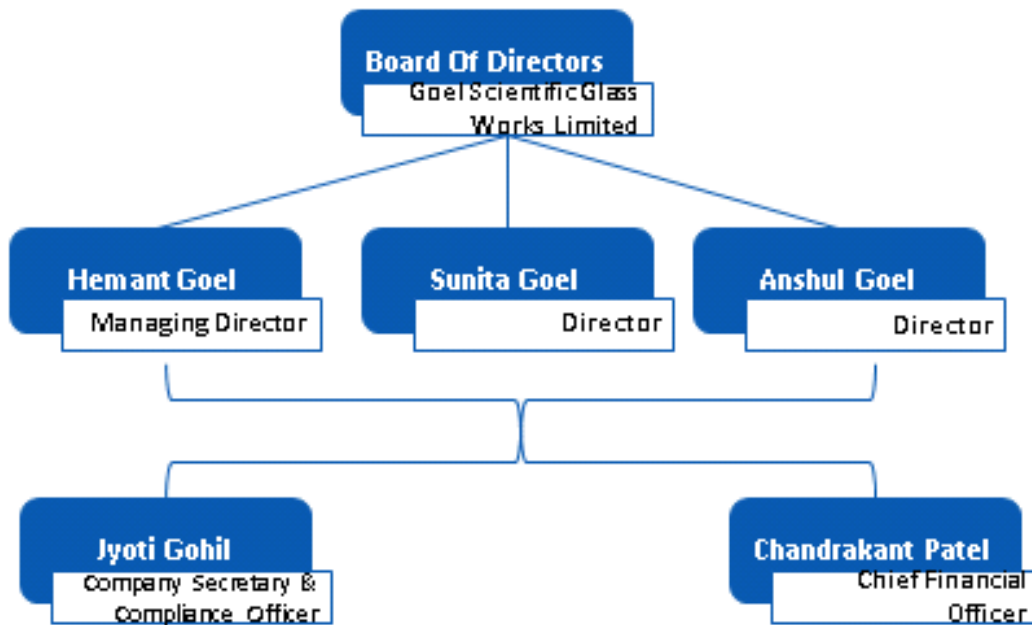 Board Of Directors
Goel Scientific Glass
Works Limited
Hemant Goel
Managing Director
Sunita Goel
Director
Anshul Goel
Director
Jyoti Gohil
Company Secretary &
Compliance Officer
Chandrakant Patel
Chief Financial
Officer